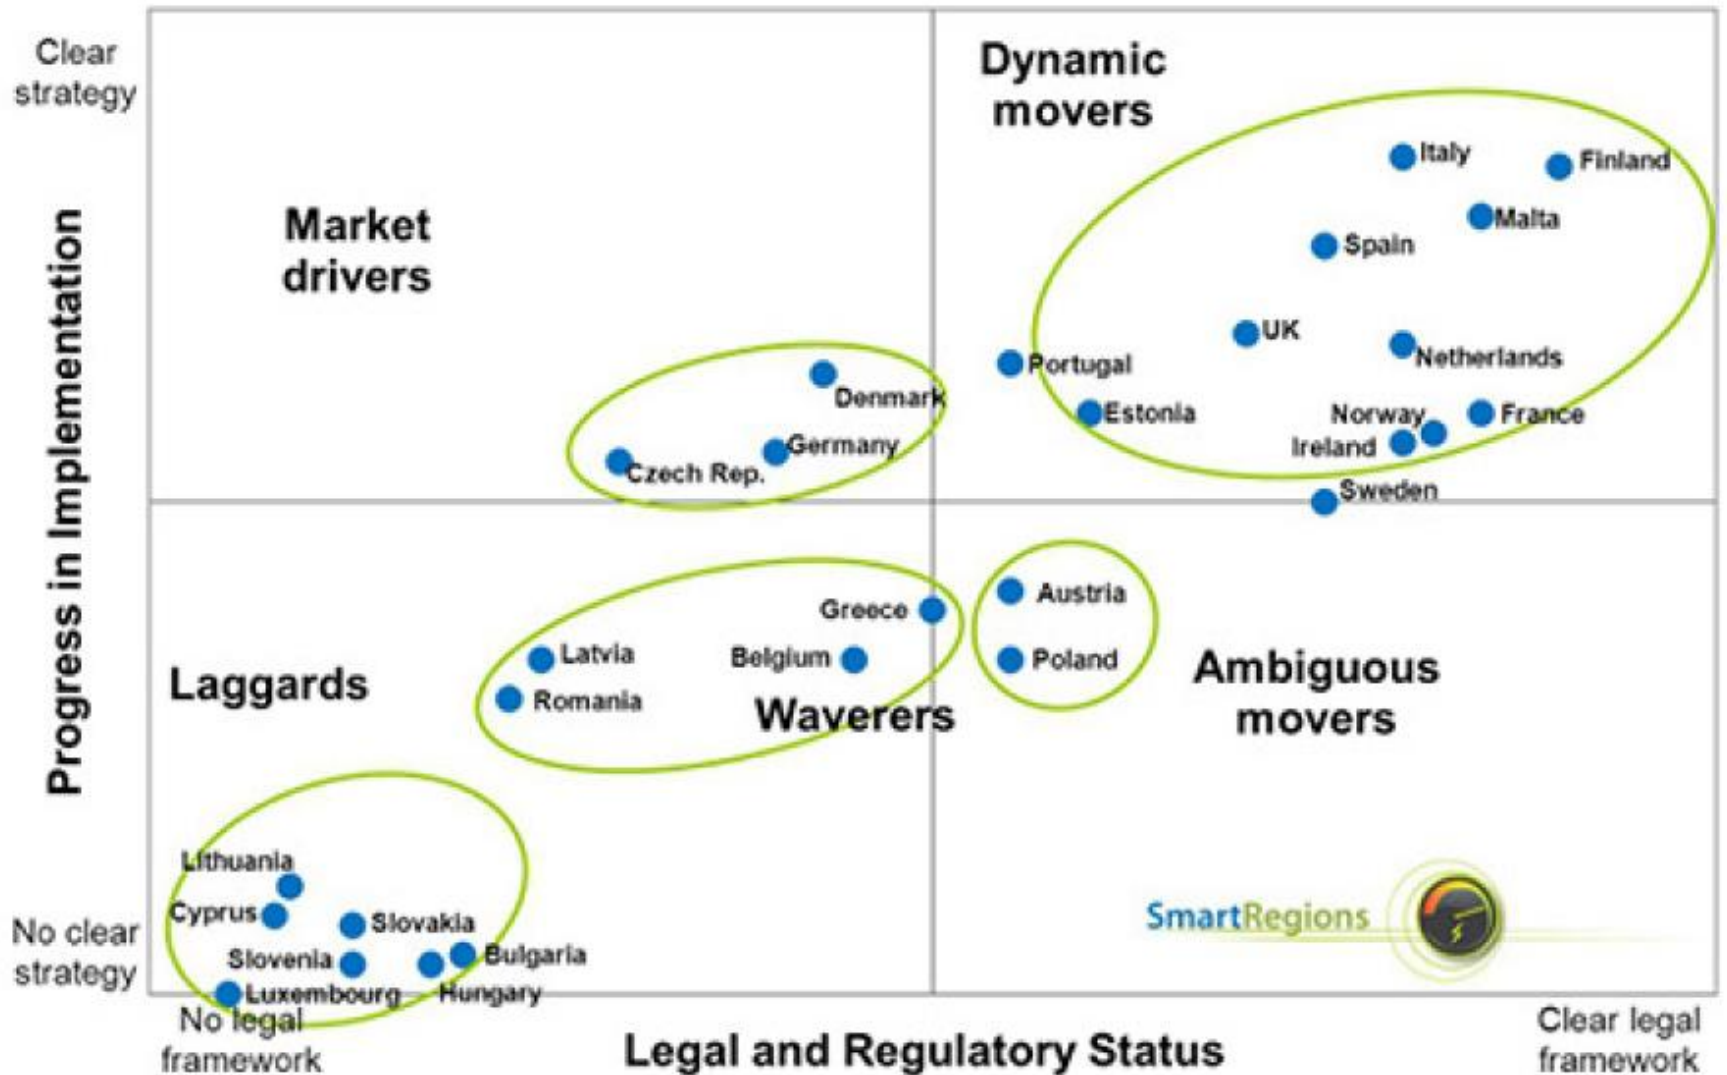 Clear
strategy
Dynamic
movers
Italy
Finland
Malta
Spain
Market
drivers
UK
Netherlands
Portugal
Denmark
Estonia
Norway
France
Ireland
Germany
Czech Rep.
Sweden
Progress in Implementation
Austria
Greece
Latvia
Belgium
Poland
Laggards
Romania
Waverers
Ambiguous
movers
Lithuania
Cyprus
Slovakia
SmartRegions
No clear
strategy
Slovenia
Bulgaria
Luxembourg
Hungary
No legal
framework
Legal and Regulatory Status
Clear legal
framework